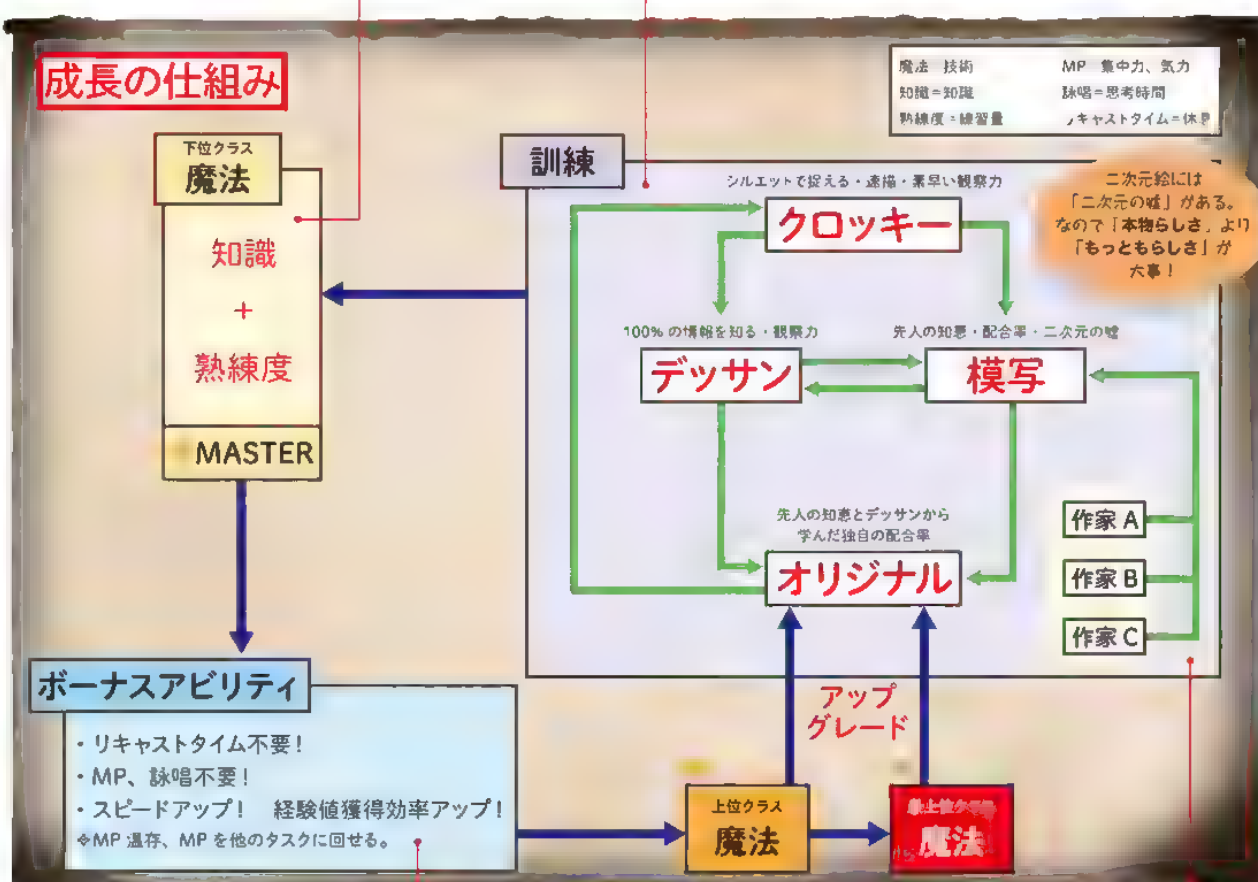 成長の仕組み
魔法 技術
MP 集中力、気力
知識=知識
詠唱=思考時間
熟練度=練習量
リキャストタイム=休息
下位クラス
魔法
知識
+
熟練度
MASTER
訓練
シルエットで捉える・速描・素早い観察力
クロッキー
二次元絵には
「二次元の嘘」がある。
なので「本物らしさ」より
「もっともらしさ」が
大事!
100%の情報を知る・観察力
デッサン
先人の知恵・配合率・二次元の嘘
模写
先人の知恵とデッサンから
学んだ独自の配合率
オリジナル
作家 A
作家 B
作家 C
ボーナスアビリティ
・リキャストタイム不要!
・MP、詠唱不要!
・スピードアップ! 経験値獲得効率アップ!
※MP 温存、MP を他のタスクに回せる。
アップ
グレード
上位クラス
魔法
最上位クラス
魔法